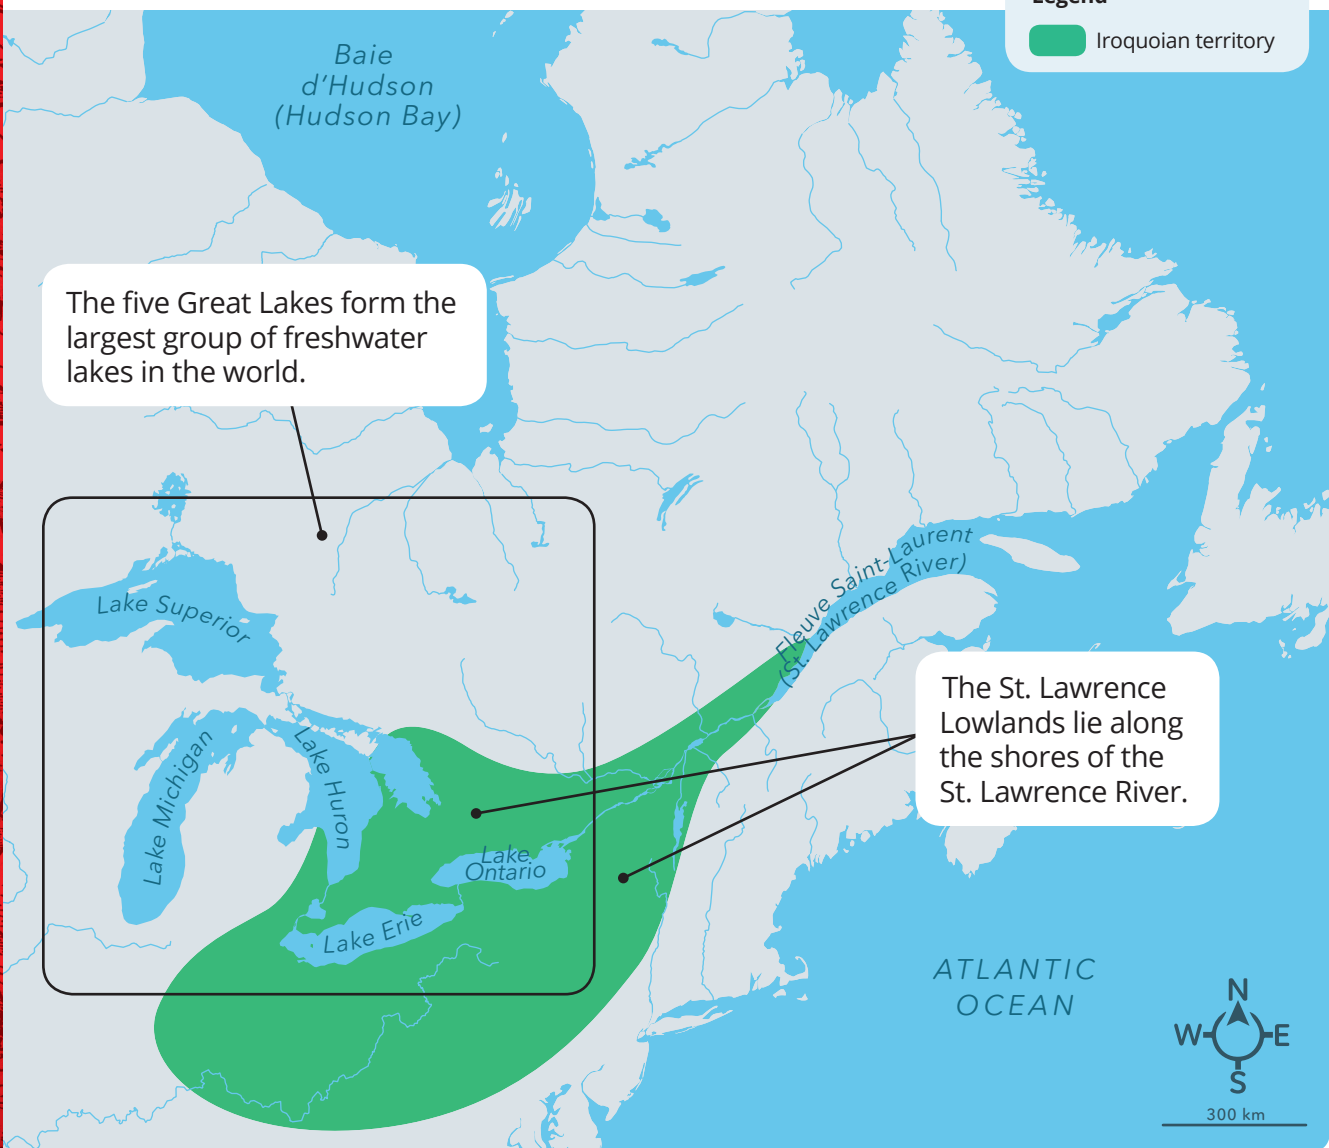 Legend
Iroquoian territory
Baie
d'Hudson
(Hudson Bay)
The five Great Lakes form the
largest group of freshwater
lakes in the world.
Fleuve Saint-Laurent
(St. Lawrence River)
Lake Superior
The St. Lawrence
Lowlands lie along
the shores of the
St. Lawrence River.
Lake Michigan
Lake Huron
Lake
Ontario
Lake Erie
ATLANTIC
OCEAN
N
W E
S
300 km